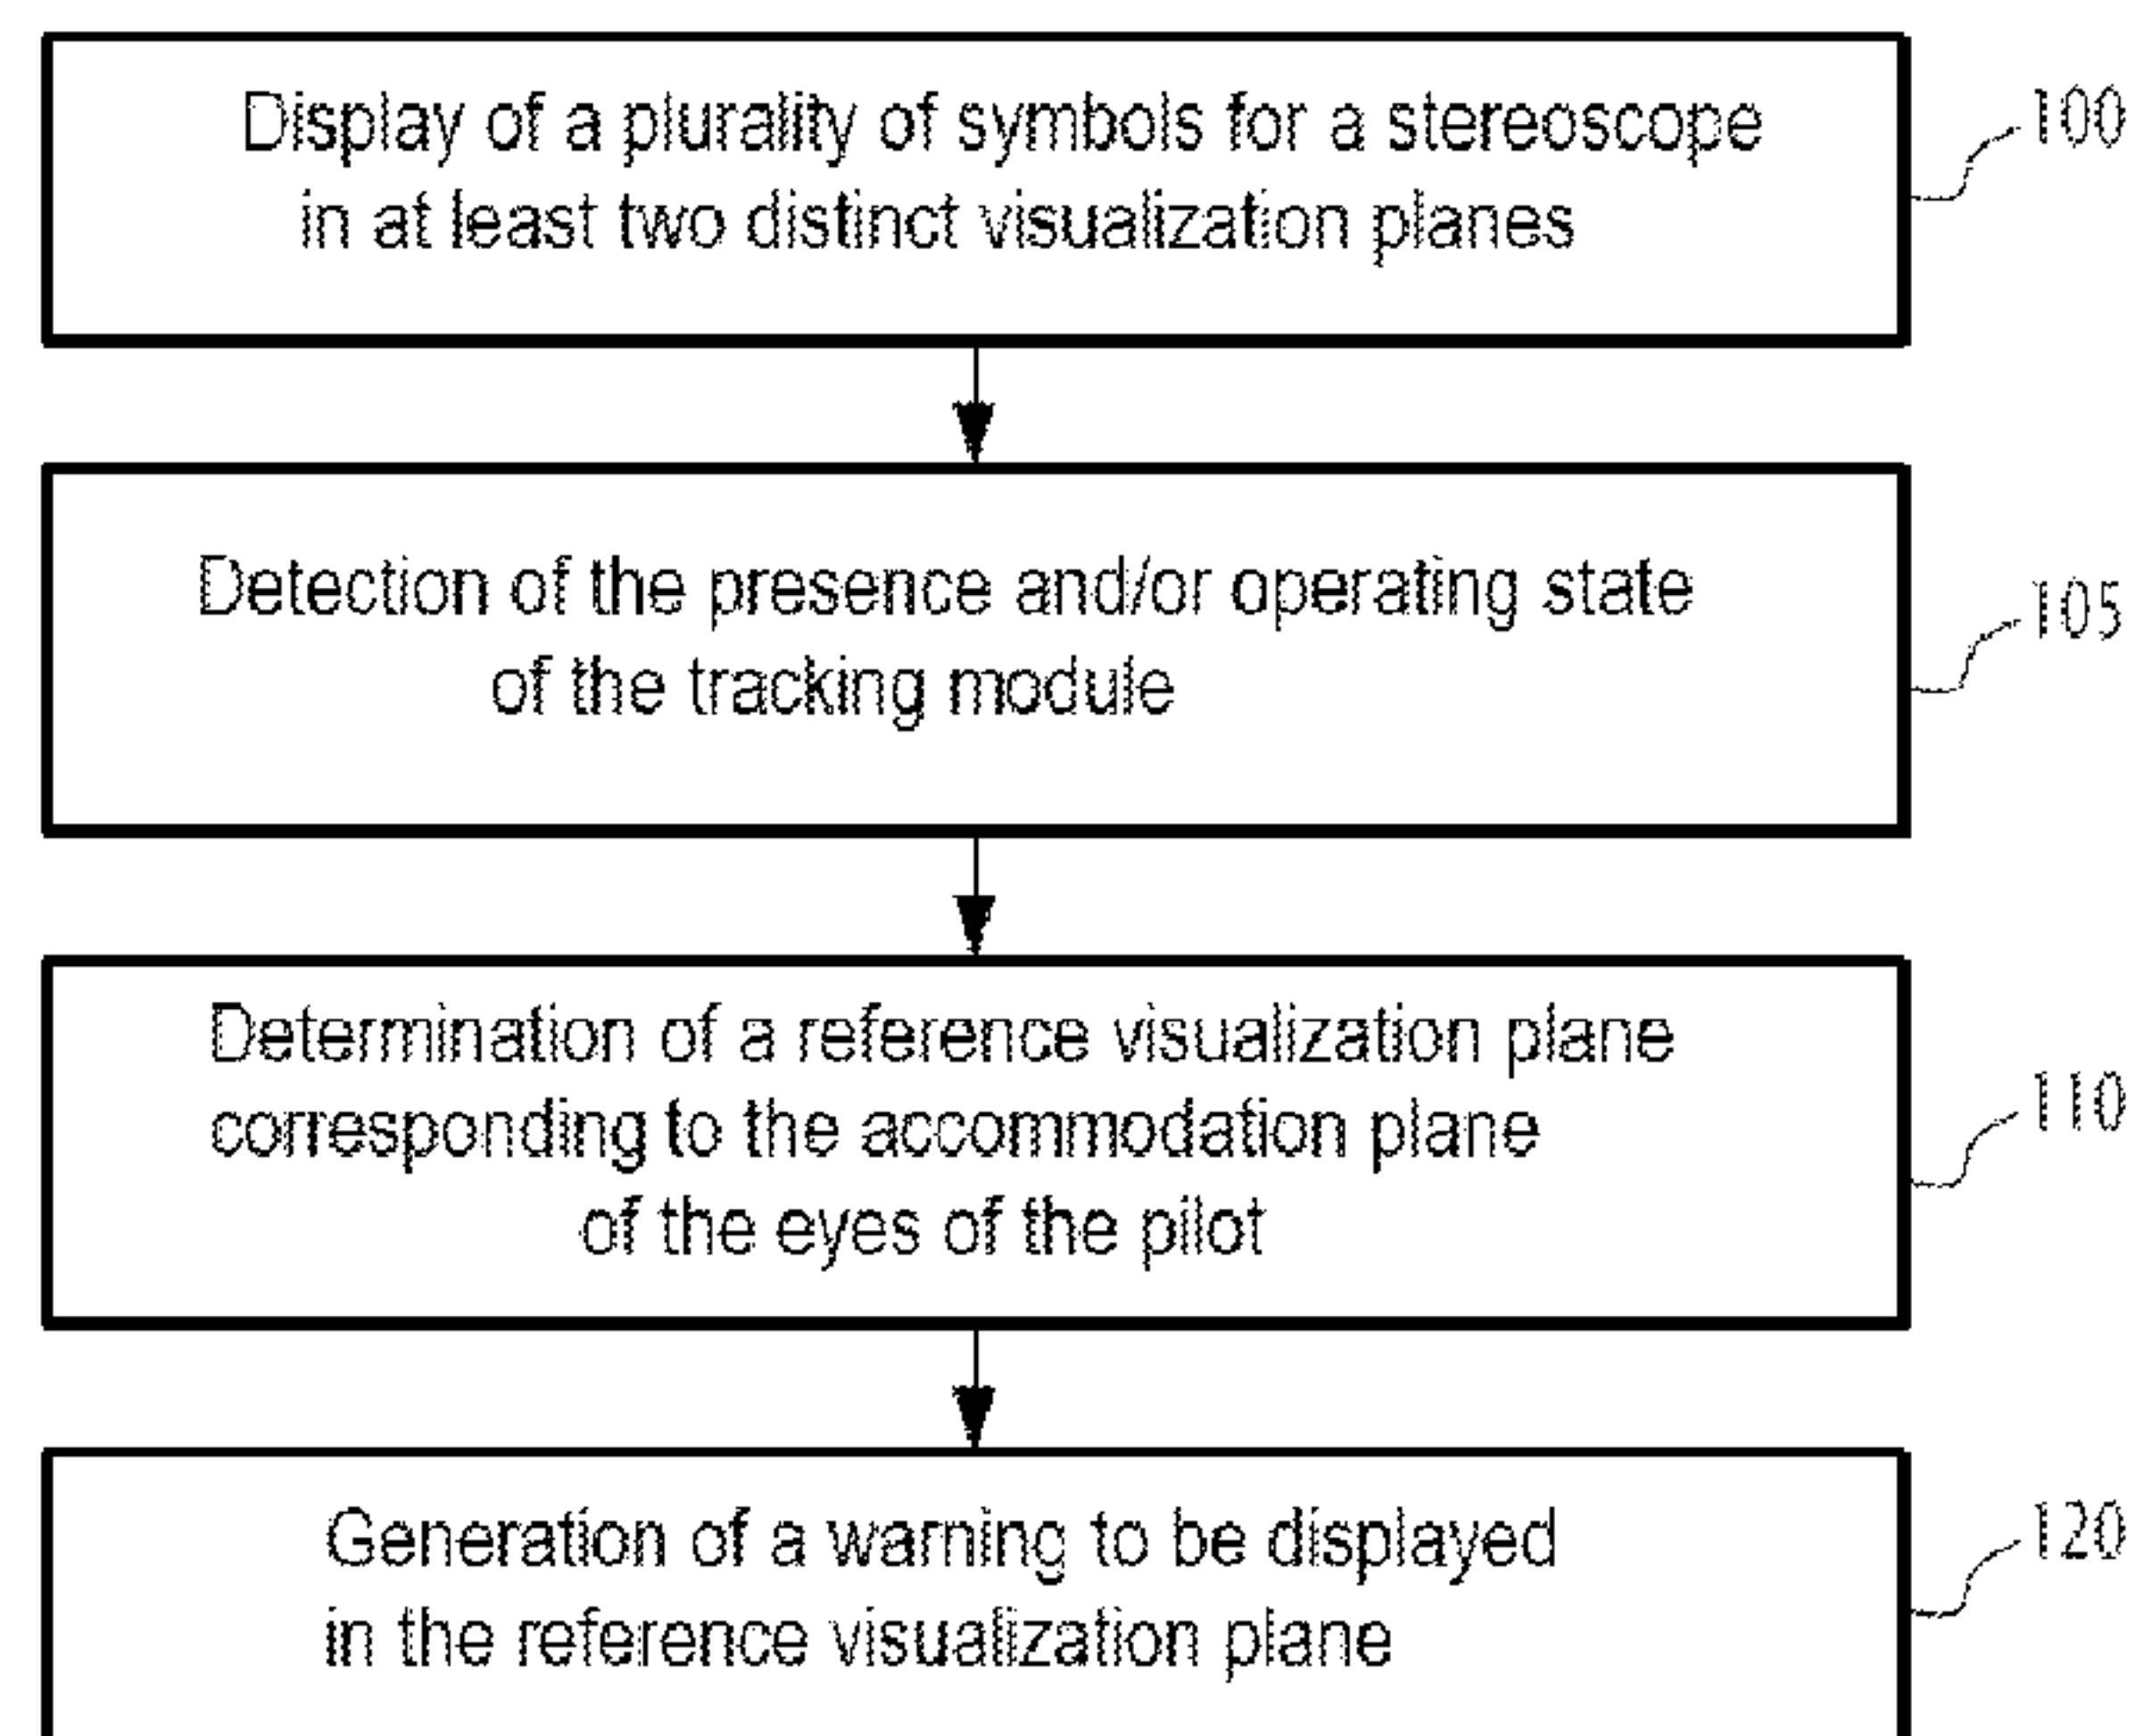 Display of a plurality of symbols for a stereoscope
in at least two distinct visualization planes
100
Detection of the presence and/or operating state
of the tracking module
105
Determination of a reference visualization plane
corresponding to the accommodation plane
of the eyes of the pilot
110
Generation of a warning to be displayed
in the reference visualization plane
120